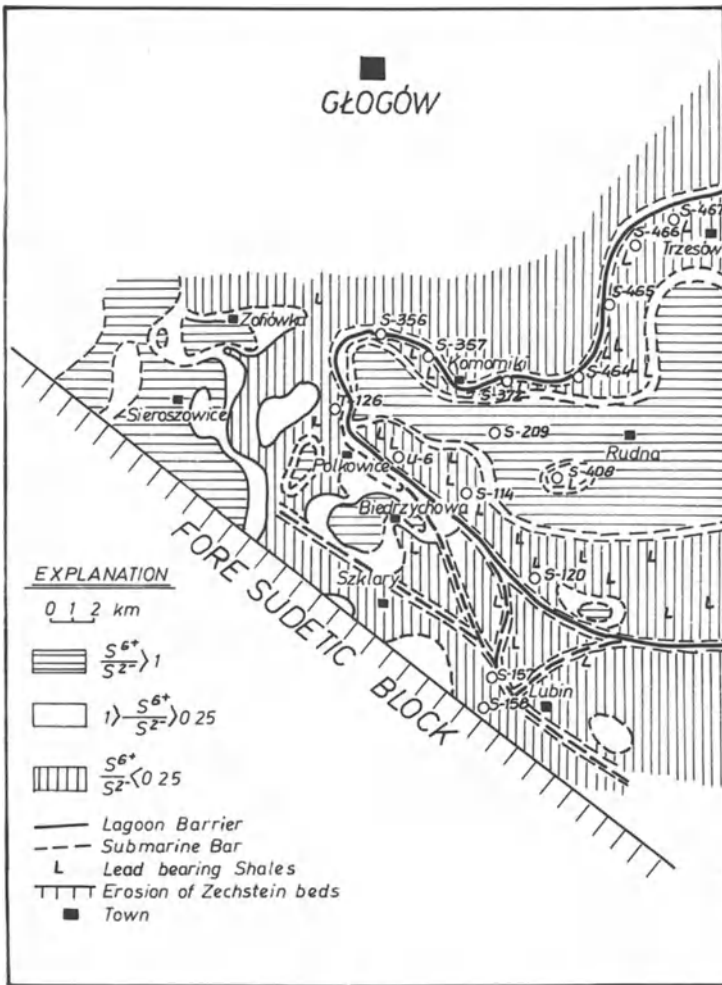 GŁOGÓW
S-467
S-466
L
Trzesów
L
S-465
L
L
Zofiówka
S-356
S-357
L
Komorniki
L
L
S-372
S-464
L
Sieroszowice
T-126
S-209
Rudna
L
L
U-6
L
Polkowice
S-408
L
L
S-114
Biedrzychowa
L
L
L
L
Szklary
L
S-120
L
L
L
L
L
S-157
Lubin
S-158
FORE SUDETIC BLOCK
EXPLANATION
0 1 2 km
S6+
S2- >1
1> S6+
S2- >0 25
S6+
S2- <0 25
Lagoon Barrier
Submarine Bar
L Lead bearing Shales
Erosion of Zechstein beds
Town